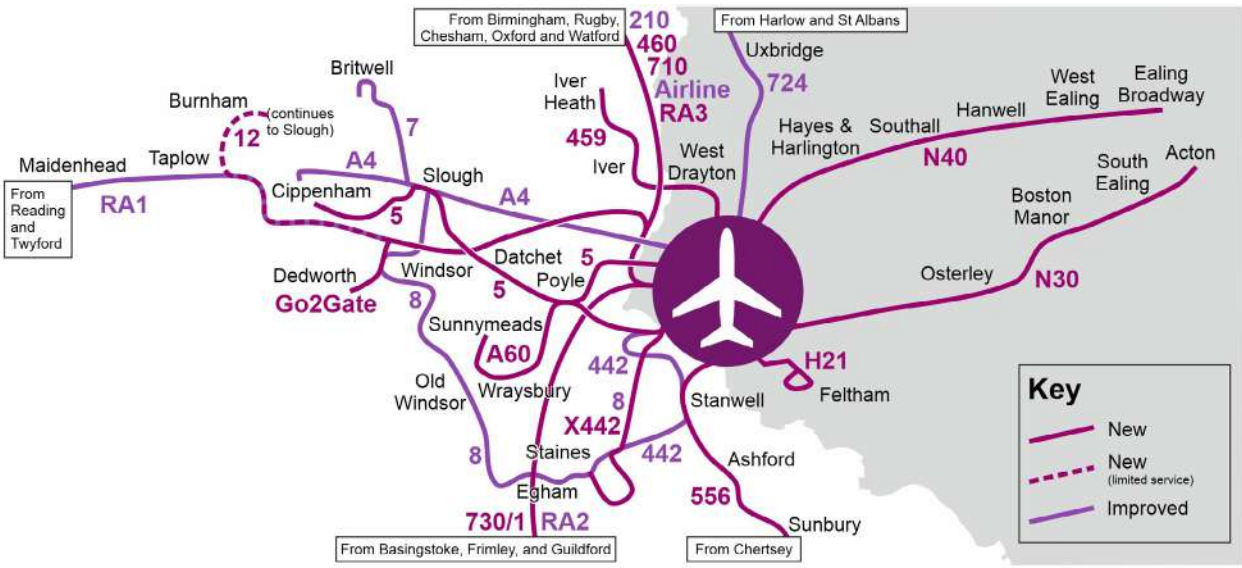 From Birmingham, Rugby,
Chesham, Oxford and Watford
210
460
710
Airline
RA3
From Harlow and St Albans
Uxbridge
724
Britwell
Burnham
(continues
to Slough)
12
7
Iver
Heath
459
Iver
West
Drayton
Hayes &
Harlington
Southall
Hanwell
West
Ealing
Ealing
Broadway
N40
South
Ealing
Acton
Boston
Manor
Osterley
N30
Maidenhead
Taplow
From
Reading
and
Twyford
RA1
A4
Cippenham
5
Slough
A4
Dedworth
Go2Gate
Windsor
8
Datchet
Poyle
5
5
Sunnymeads
A60
Wraysbury
Old
Windsor
8
442
8
X442
Staines
442
Egham
730/1
RA2
From Basingstoke, Frimley, and Guildford
Stanwell
H21
Feltham
Ashford
556
Sunbury
From Chertsey
Key
New
New
(limited service)
Improved